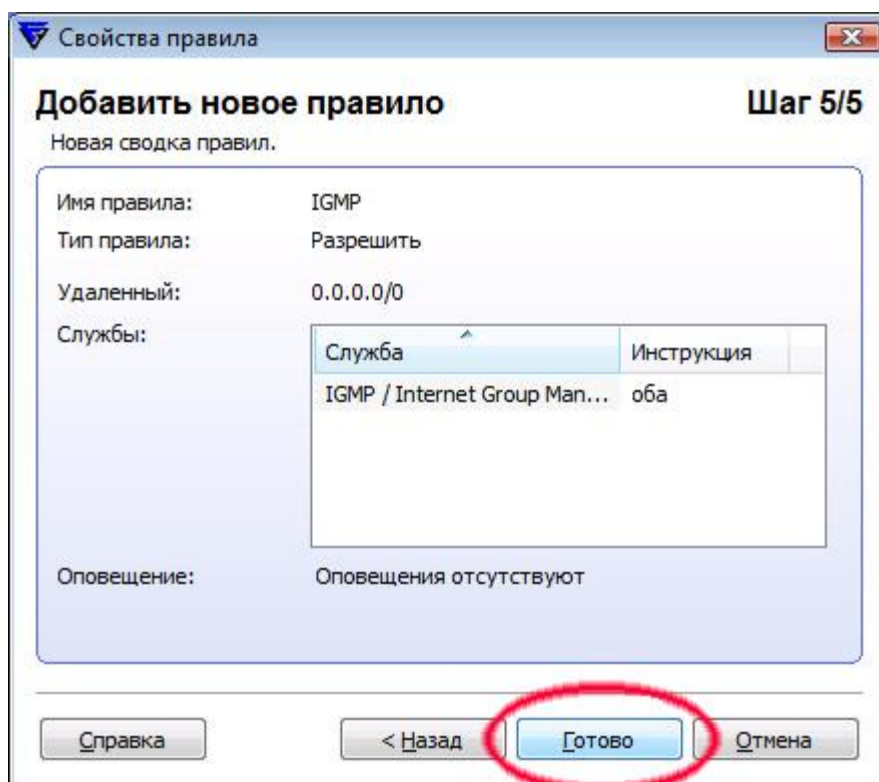 Свойства правила
Добавить новое правило Шаг 5/5
Новая сводка правил.
Имя правила: IGMP
Тип правила: Разрешить
Удаленный: 0.0.0.0/0
Службы:
Служба Инструкция
IGMP / Internet Group Man... оба
Оповещение: Оповещения отсутствуют
Справка < Назад Готово Отмена